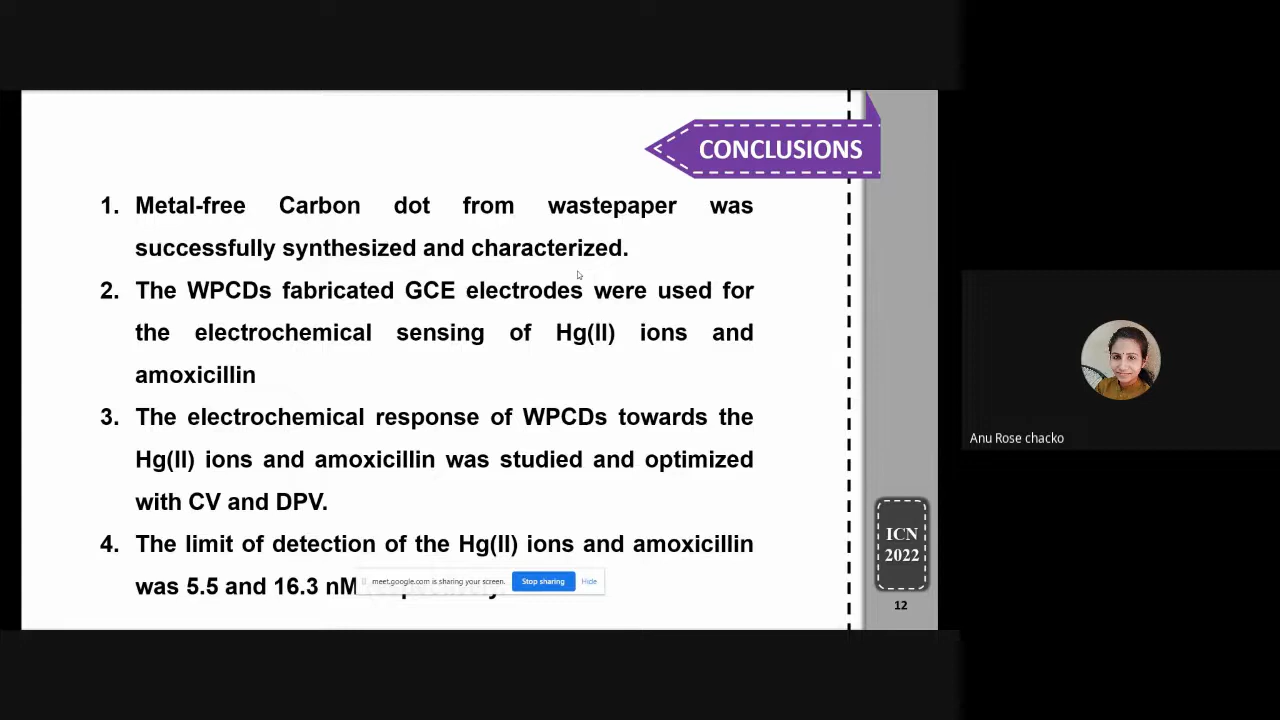 CONCLUSIONS
1. Metal-free Carbon dot from wastepaper was
successfully synthesized and characterized.
2. The WPCDs fabricated GCE electrodes were used for
the electrochemical sensing of Hg(II) ions and
amoxicillin
3. The electrochemical response of WPCDs towards the
Hg(II) ions and amoxicillin was studied and optimized
with CV and DPV.
4. The limit of detection of the Hg(II) ions and amoxicillin
was 5.5 and 16.3 nM
meet.google.com is sharing your screen. Stop sharing Hide
ICN
2022
12
Anu Rose chacko